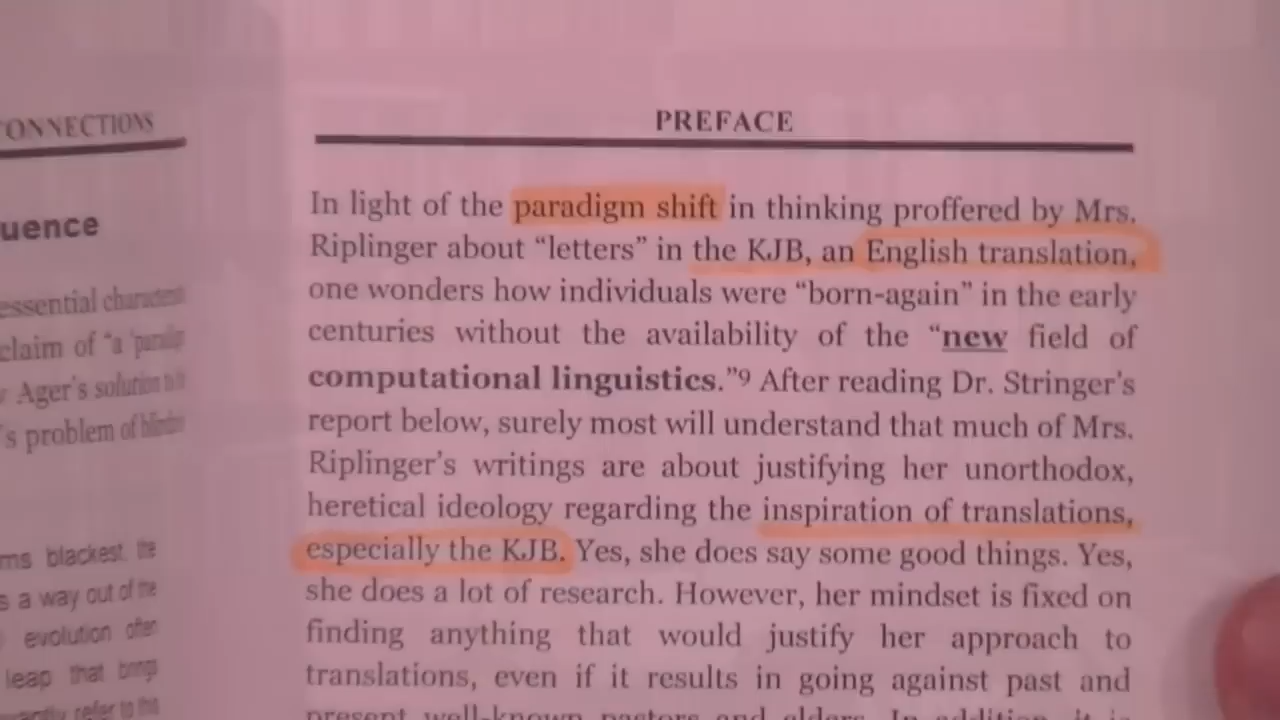 CONNECTIONS
uence
essential
claim of "a
Ager's solution
's problem of
ms blackest, the
s a way out of the
evolution often
leap that brings
refer to this
PREFACE
In light of the paradigm shift in thinking proffered by Mrs.
Riplinger about “letters” in the KJB, an English translation,
one wonders how individuals were “born-again” in the early
centuries without the availability of the “new field of
computational linguistics.”9 After reading Dr. Stringer’s
report below, surely most will understand that much of Mrs.
Riplinger’s writings are about justifying her unorthodox,
heretical ideology regarding the inspiration of translations,
especially the KJB. Yes, she does say some good things. Yes,
she does a lot of research. However, her mindset is fixed on
finding anything that would justify her approach to
translations, even if it results in going against past and
present well-known pastors and elders. In addition, it is